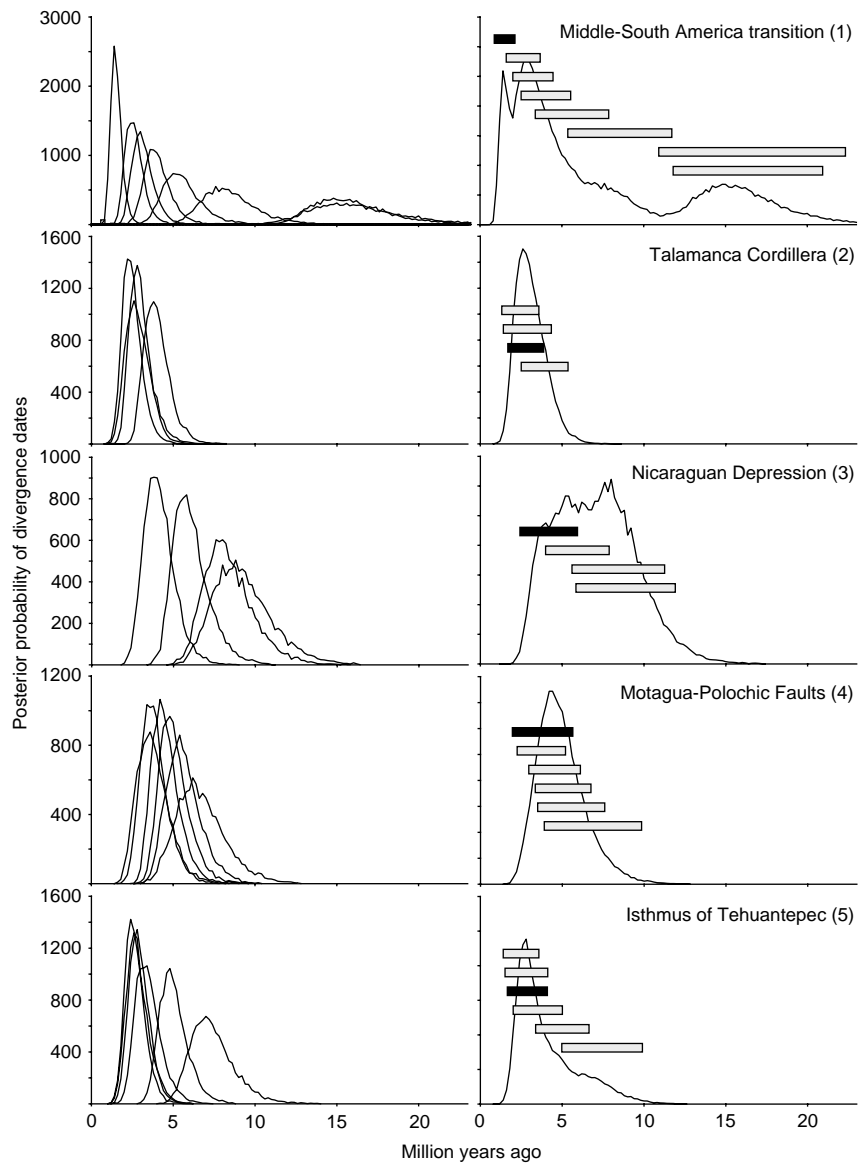 3000
2500
2000
1000
500
Middle-South America transition (1)
1600
1200
800
400
Talamanca Cordillera (2)
1000
800
600
400
200
Nicaraguan Depression (3)
1200
800
400
Motagua-Polochic Faults (4)
1600
1200
800
400
Isthmus of Tehuantepec (5)
0 5 10 15 20
0 5 10 15 20
Posterior probability of divergence dates
Million years ago